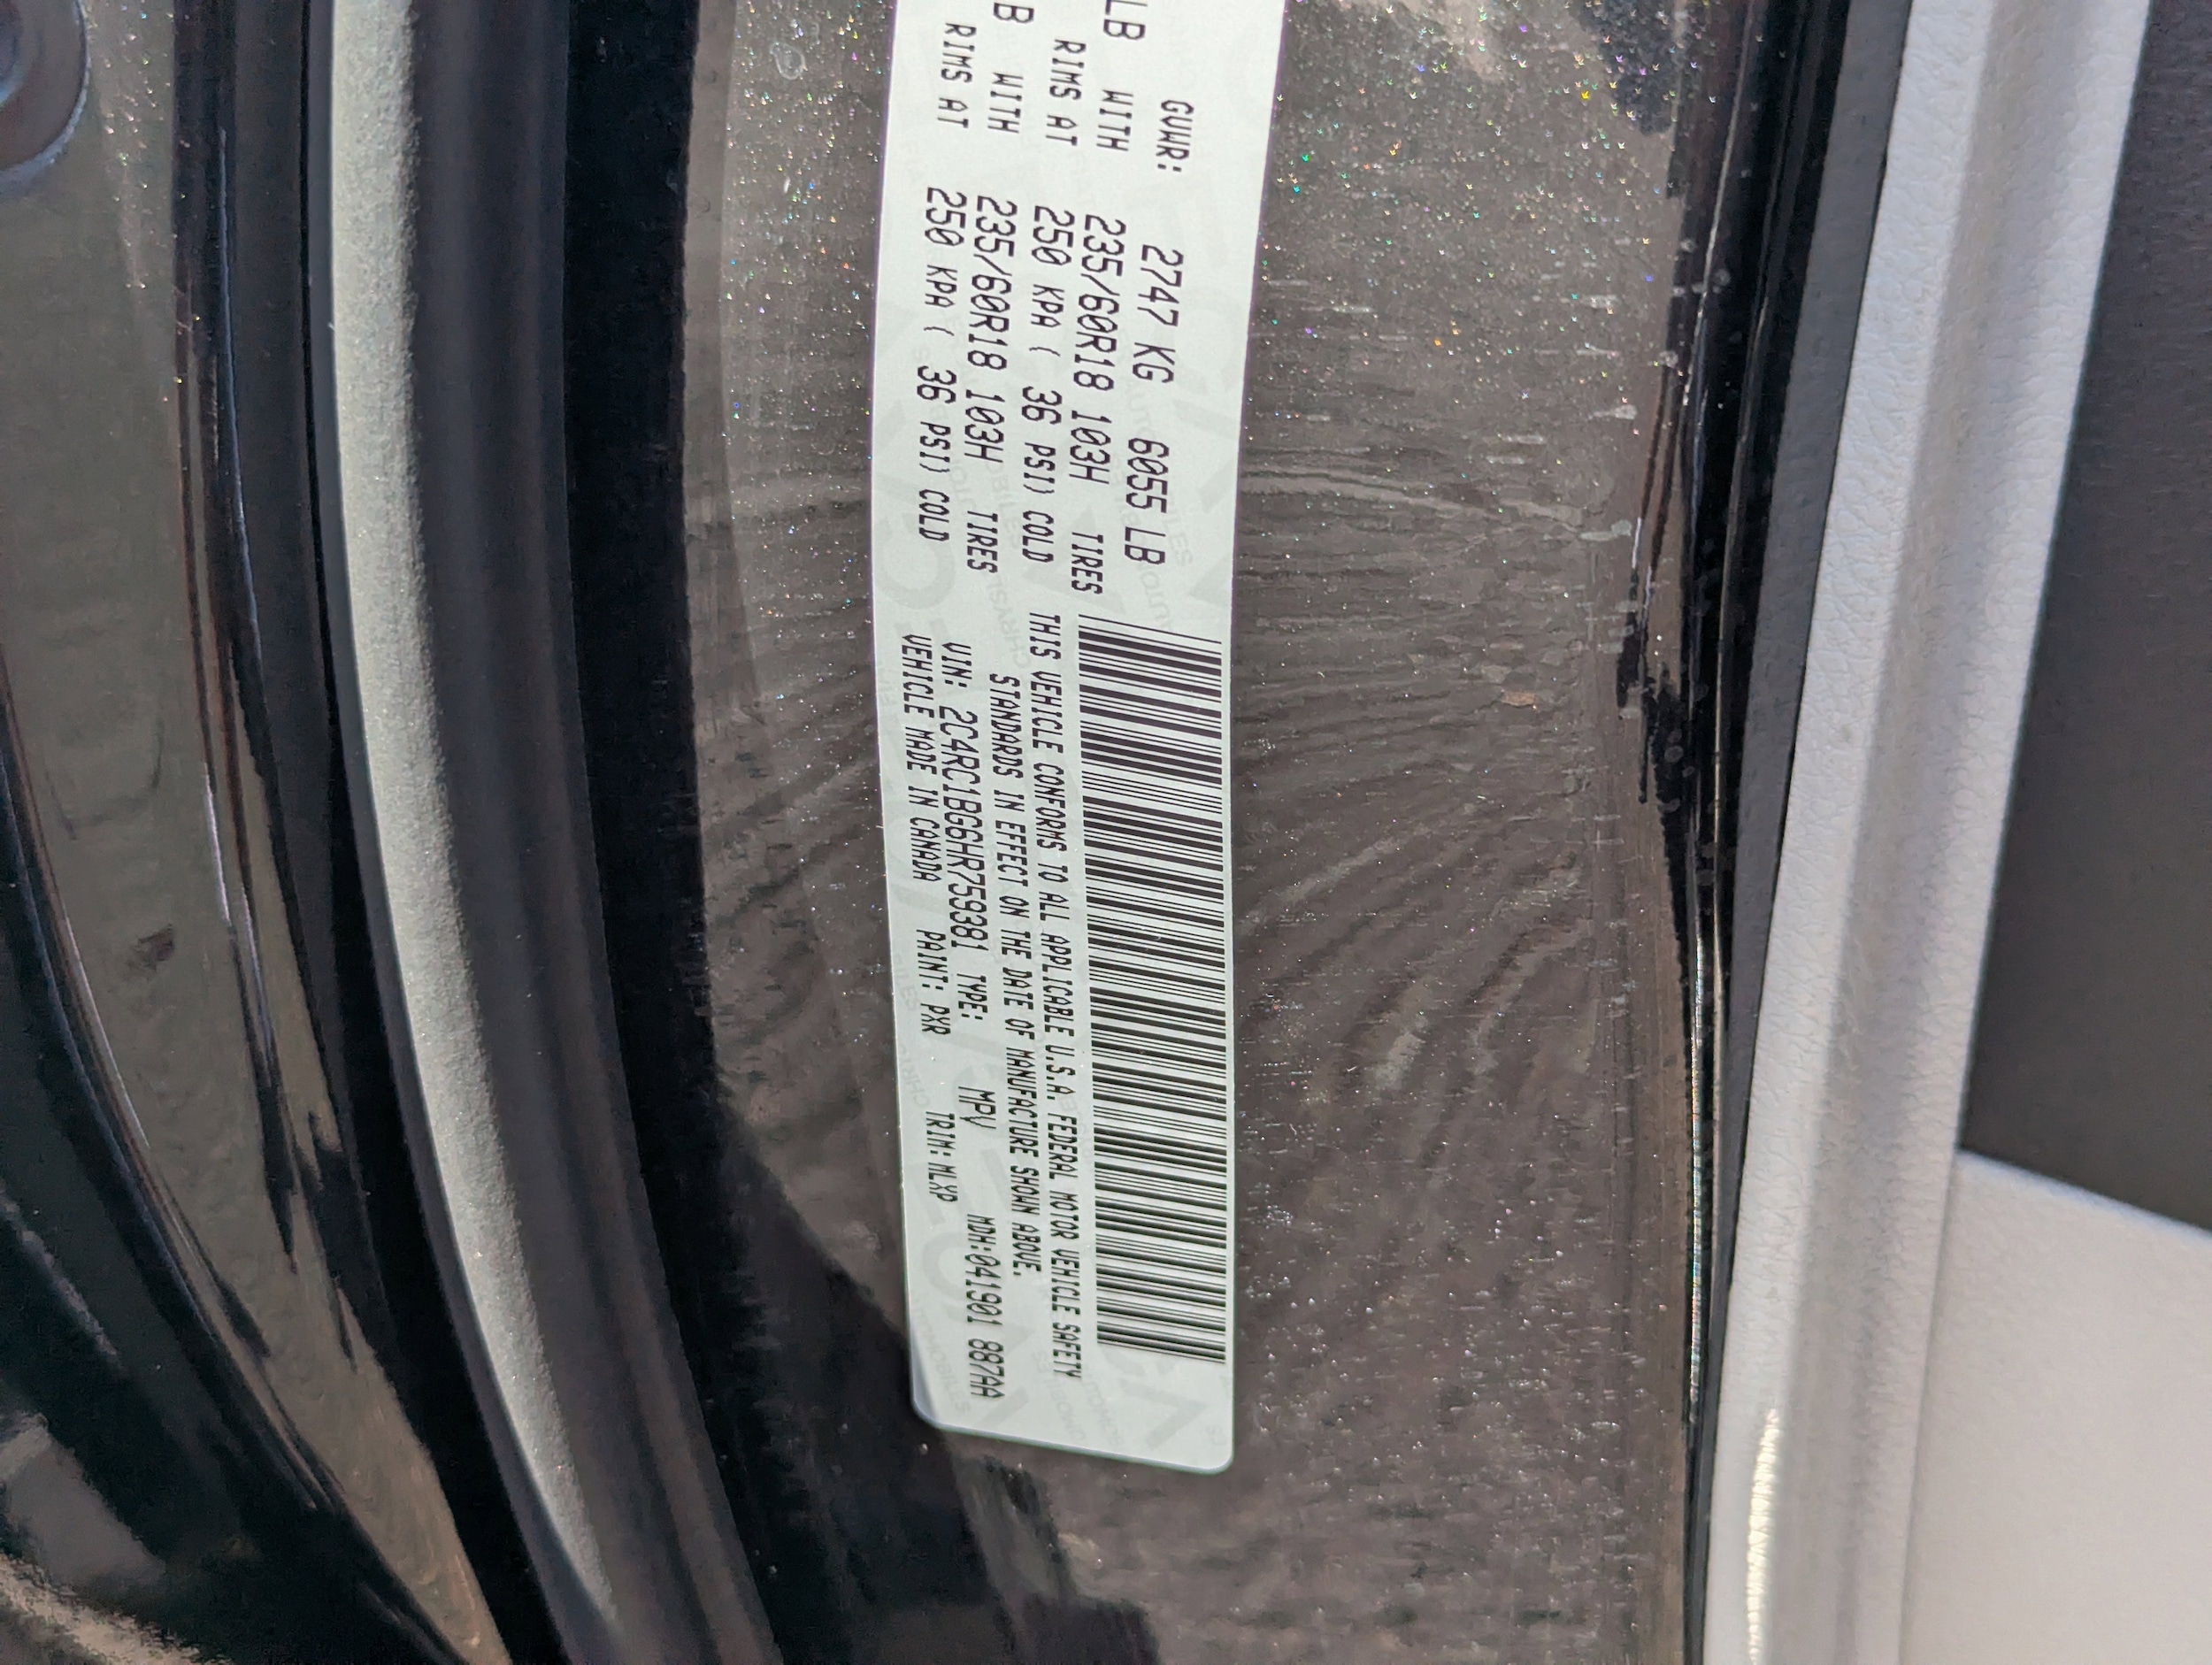 GVWR: 2747 KG 6055 LB
LB WITH 235/60R18 103H TIRES
RIMS AT 250 KPA ( 36 PSI) COLD
B WITH 235/60R18 103H TIRES
RIMS AT 250 KPA ( 36 PSI) COLD
THIS VEHICLE CONFORMS TO ALL APPLICABLE U.S.A. FEDERAL MOTOR VEHICLE SAFETY
STANDARDS IN EFFECT ON THE DATE OF MANUFACTURE SHOWN ABOVE.
VIN: 2C4RC1BG6HR759381 TYPE: MPV MDH:041901 887AA
VEHICLE MADE IN CANADA PAINT: PXR TRIM: MLXP